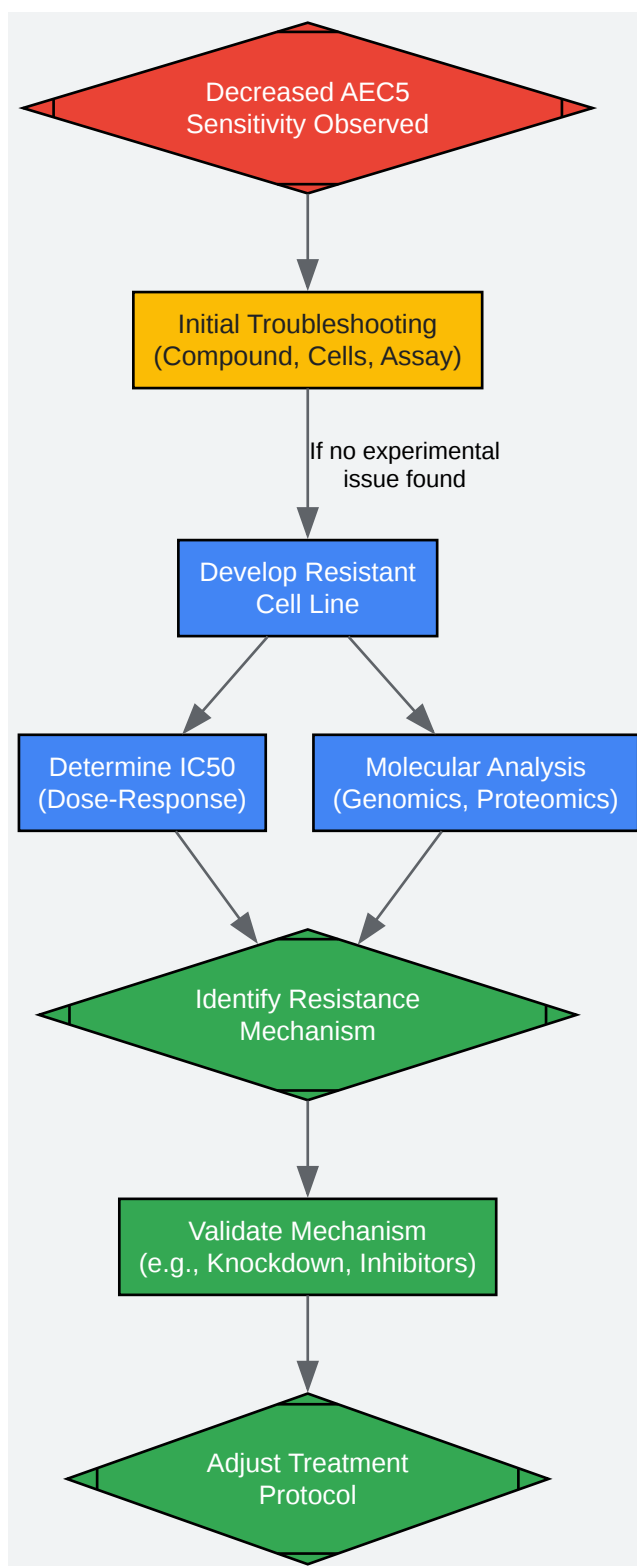 Decreased AEC5
Sensitivity Observed
Initial Troubleshooting
(Compound, Cells, Assay)
If no experimental
issue found
Develop Resistant
Cell Line
Determine IC50
(Dose-Response)
Molecular Analysis
(Genomics, Proteomics)
Identify Resistance
Mechanism
Validate Mechanism
(e.g., Knockdown, Inhibitors)
Adjust Treatment
Protocol